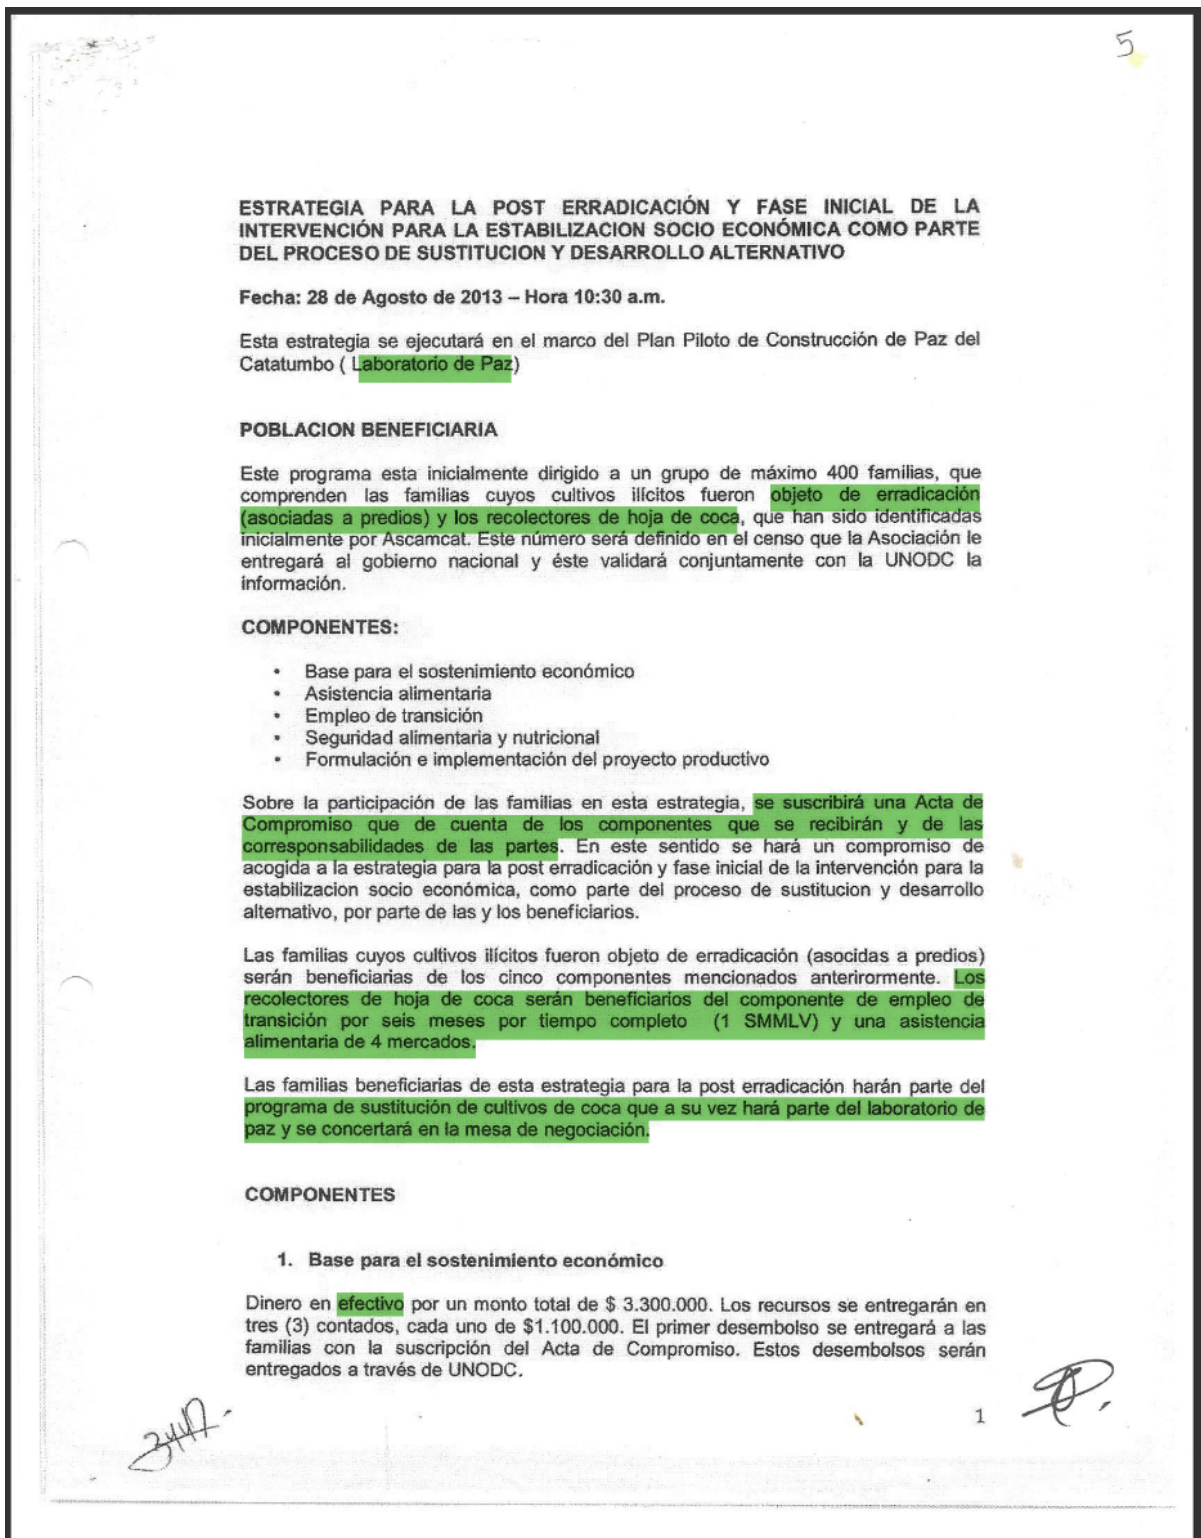 5
ESTRATEGIA PARA LA POST ERRADICACIÓN Y FASE INICIAL DE LA
INTERVENCIÓN PARA LA ESTABILIZACION SOCIO ECONÓMICA COMO PARTE
DEL PROCESO DE SUSTITUCION Y DESARROLLO ALTERNATIVO
Fecha: 28 de Agosto de 2013 – Hora 10:30 a.m.
Esta estrategia se ejecutará en el marco del Plan Piloto de Construcción de Paz del
Catatumbo ( Laboratorio de Paz)
POBLACION BENEFICIARIA
Este programa esta inicialmente dirigido a un grupo de máximo 400 familias, que
comprenden las familias cuyos cultivos ilícitos fueron objeto de erradicación
(asociadas a predios) y los recolectores de hoja de coca, que han sido identificadas
inicialmente por Ascamcat. Este número será definido en el censo que la Asociación le
entregará al gobierno nacional y éste validará conjuntamente con la UNODC la
información.
COMPONENTES:
• Base para el sostenimiento económico
• Asistencia alimentaria
• Empleo de transición
• Seguridad alimentaria y nutricional
• Formulación e implementación del proyecto productivo
Sobre la participación de las familias en esta estrategia, se suscribirá una Acta de
Compromiso que de cuenta de los componentes que se recibirán y de las
corresponsabilidades de las partes. En este sentido se hará un compromiso de
acogida a la estrategia para la post erradicación y fase inicial de la intervención para la
estabilizacion socio económica, como parte del proceso de sustitucion y desarrollo
alternativo, por parte de las y los beneficiarios.
Las familias cuyos cultivos ilícitos fueron objeto de erradicación (asocidas a predios)
serán beneficiarias de los cinco componentes mencionados anterirormente. Los
recolectores de hoja de coca serán beneficiarios del componente de empleo de
transición por seis meses por tiempo completo (1 SMMLV) y una asistencia
alimentaria de 4 mercados.
Las familias beneficiarias de esta estrategia para la post erradicación harán parte del
programa de sustitución de cultivos de coca que a su vez hará parte del laboratorio de
paz y se concertará en la mesa de negociación.
COMPONENTES
1. Base para el sostenimiento económico
Dinero en efectivo por un monto total de $ 3.300.000. Los recursos se entregarán en
tres (3) contados, cada uno de $1.100.000. El primer desembolso se entregará a las
familias con la suscripción del Acta de Compromiso. Estos desembolsos serán
entregados a través de UNODC.
1